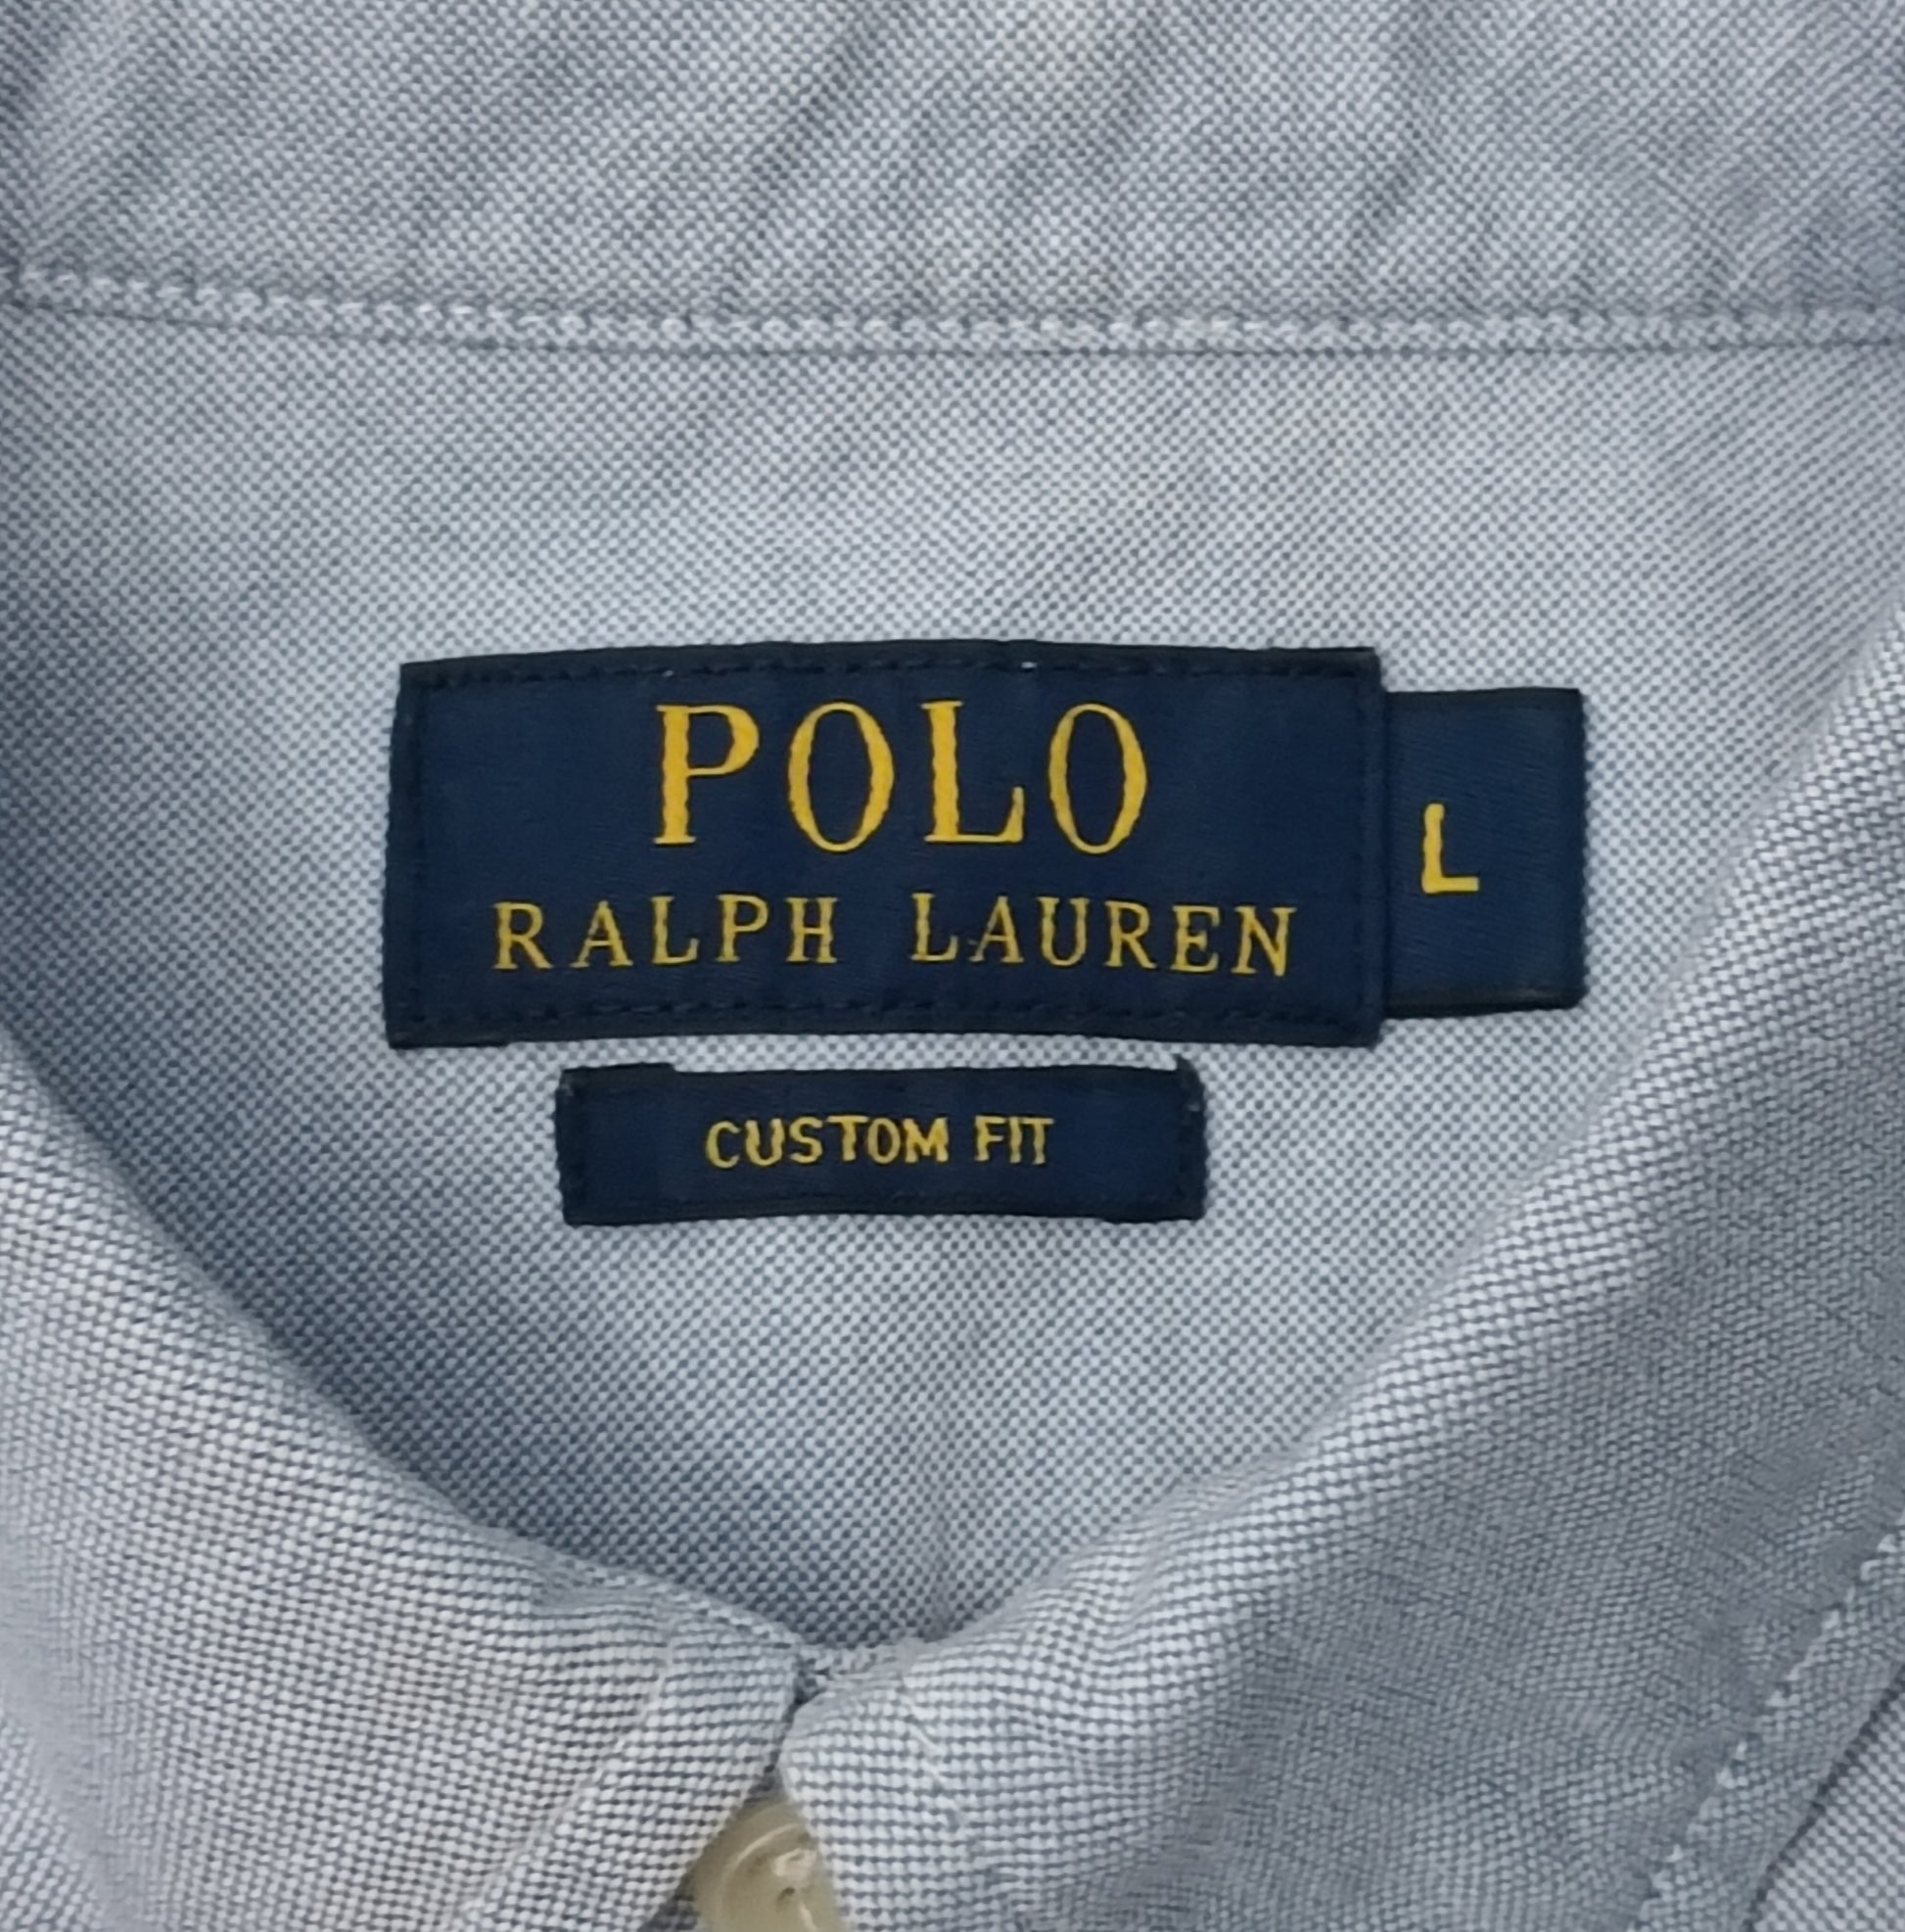 POLO
RALPH LAUREN
L
CUSTOM FIT